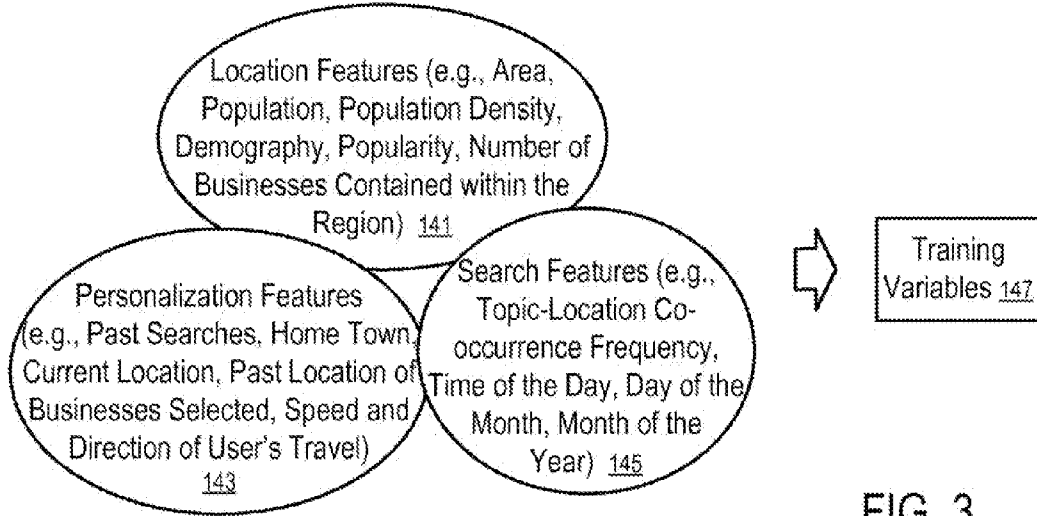 Location Features (e.g., Area,
Population, Population Density,
Demography, Popularity, Number of
Businesses Contained within the
Region) 141
Personalization Features
(e.g., Past Searches, Home Town,
Current Location, Past Location of
Businesses Selected, Speed and
Direction of User's Travel)
143
Search Features (e.g.,
Topic-Location Co-
occurrence Frequency,
Time of the Day, Day of the
Month, Month of the
Year) 145
Training
Variables 147
FIG. 3